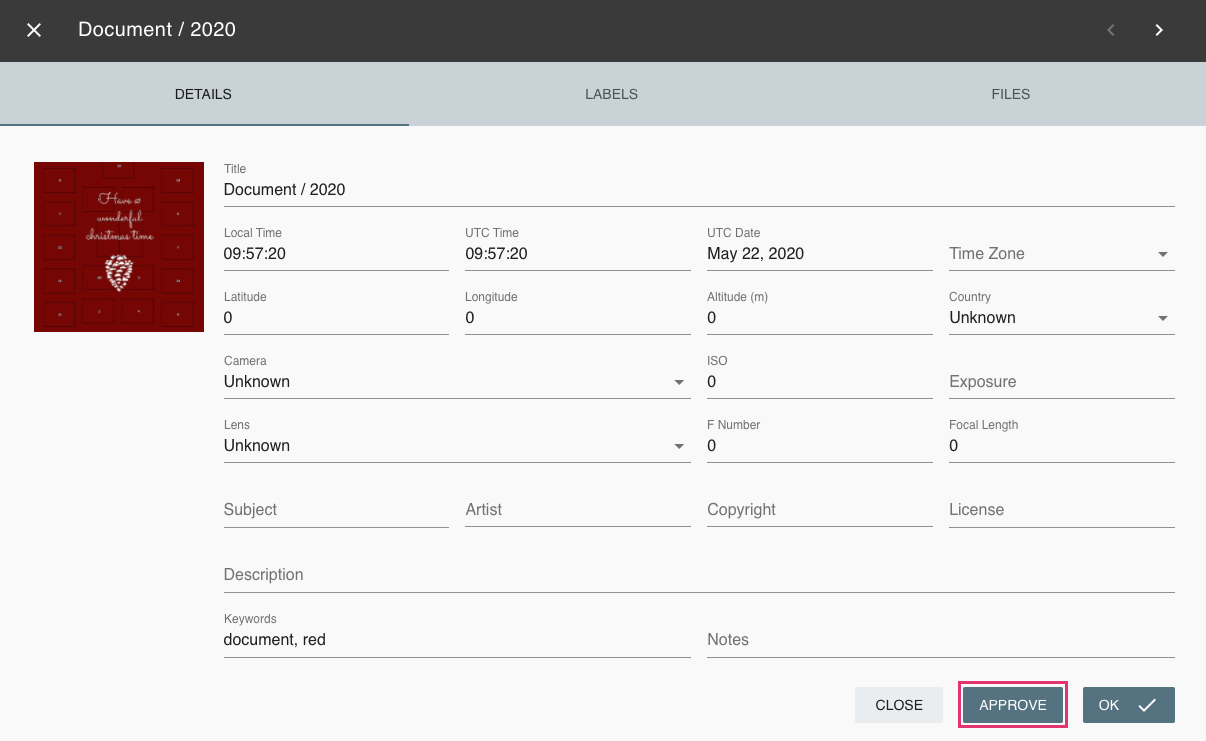 Document / 2020
DETAILS
LABELS
FILES
Have a
wonderful
christmas time
Title
Document / 2020
Local Time
UTC Time
UTC Date
09:57:20
09:57:20
May 22, 2020
Time Zone
Latitude
Longitude
Altitude (m)
Country
0
0
0
Unknown
Camera
ISO
Unknown
0
Exposure
Lens
F Number
Focal Length
Unknown
0
0
Subject
Artist
Copyright
License
Description
Keywords
document, red
Notes
CLOSE
APPROVE
OK